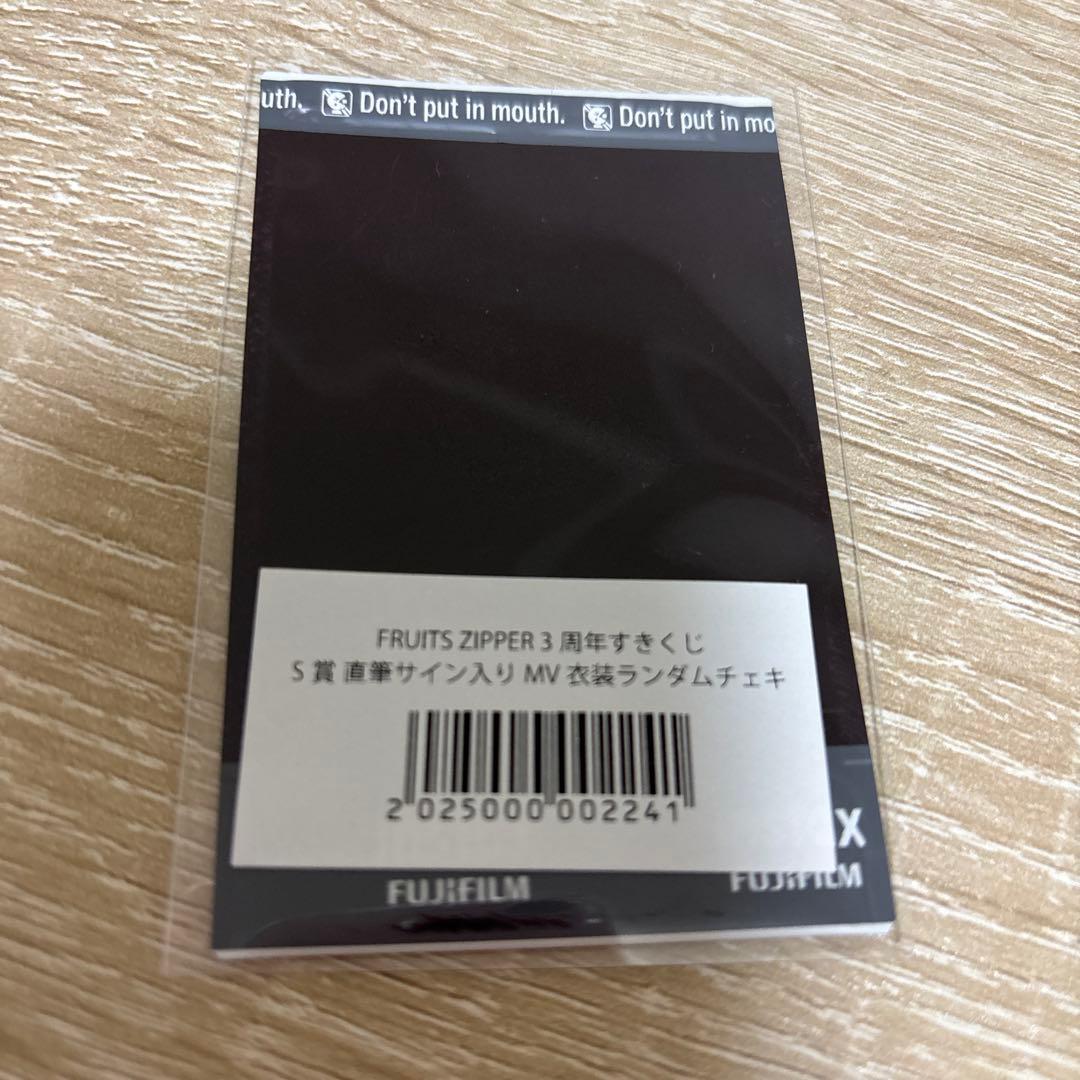 uth. Don't put in mouth. Don't put in mo
FRUITS ZIPPER 3 周年すきくじ
S 賞 直筆サイン入り MV 衣装ランダムチェキ
2 025000 002241
X
FUJIFILM FUJIFILM